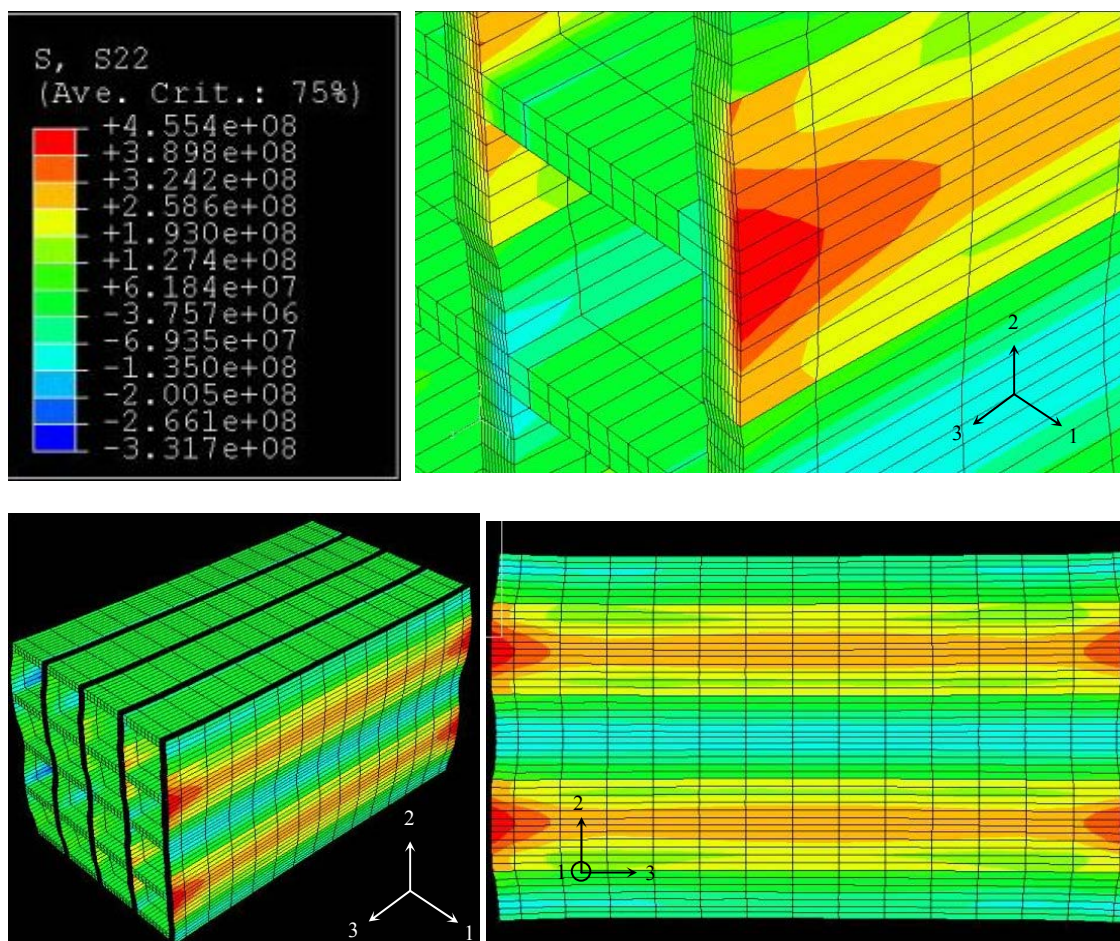 S, S22
(Ave. Crit.: 75%)
+4.554e+08
+3.898e+08
+3.242e+08
+2.586e+08
+1.930e+08
+1.274e+08
+6.184e+07
-3.757e+06
-6.935e+07
-1.350e+08
-2.005e+08
-2.661e+08
-3.317e+08
2
3
1
2
3
1
2
1
3